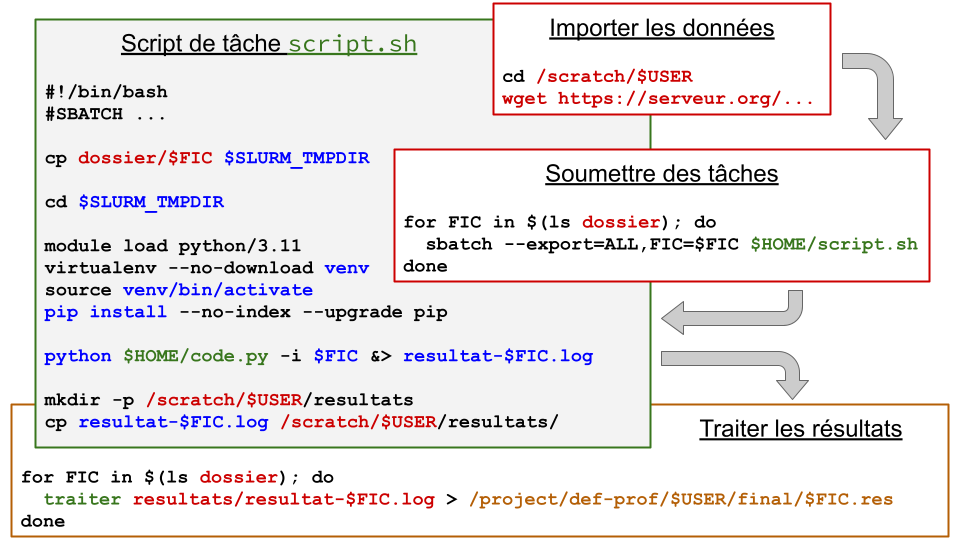 Script de tâche script.sh
#!/bin/bash
#SBATCH ...
cp dossier/$FIC $SLURM_TMPDIR
cd $SLURM_TMPDIR
module load python/3.11
virtualenv --no-download venv
source venv/bin/activate
pip install --no-index --upgrade pip
python $HOME/code.py -i $FIC &> resultat-$FIC.log
mkdir -p /scratch/$USER/resultats
cp resultat-$FIC.log /scratch/$USER/resultats/
Importer les données
cd /scratch/$USER
wget https://serveur.org/...
Soumettre des tâches
for FIC in $(ls dossier); do
sbatch --export=ALL,FIC=$FIC $HOME/script.sh
done
Traiter les résultats
for FIC in $(ls dossier); do
traiter resultats/resultat-$FIC.log > /project/def-prof/$USER/final/$FIC.res
done